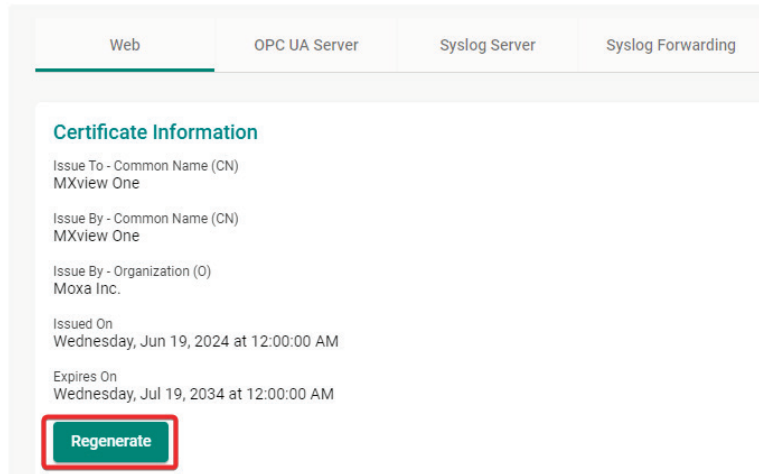 Web OPC UA Server Syslog Server Syslog Forwarding
Certificate Information
Issue To - Common Name (CN)
MXview One
Issue By - Common Name (CN)
MXview One
Issue By - Organization (O)
Moxa Inc.
Issued On
Wednesday, Jun 19, 2024 at 12:00:00 AM
Expires On
Wednesday, Jul 19, 2034 at 12:00:00 AM
Regenerate